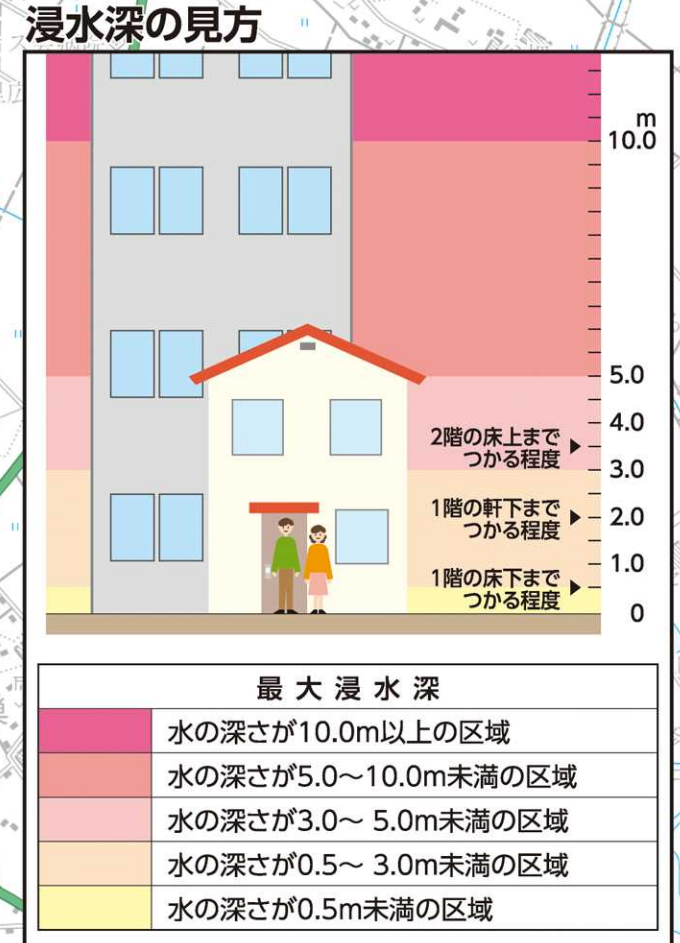 浸水深の見方
m
10.0
5.0
4.0
2階の床上まで
つかる程度
3.0
1階の軒下まで
つかる程度
2.0
1.0
1階の床下まで
つかる程度
0
最大浸水深
水の深さが10.0m以上の区域
水の深さが5.0～10.0m未満の区域
水の深さが3.0～ 5.0m未満の区域
水の深さが0.5～ 3.0m未満の区域
水の深さが0.5m未満の区域